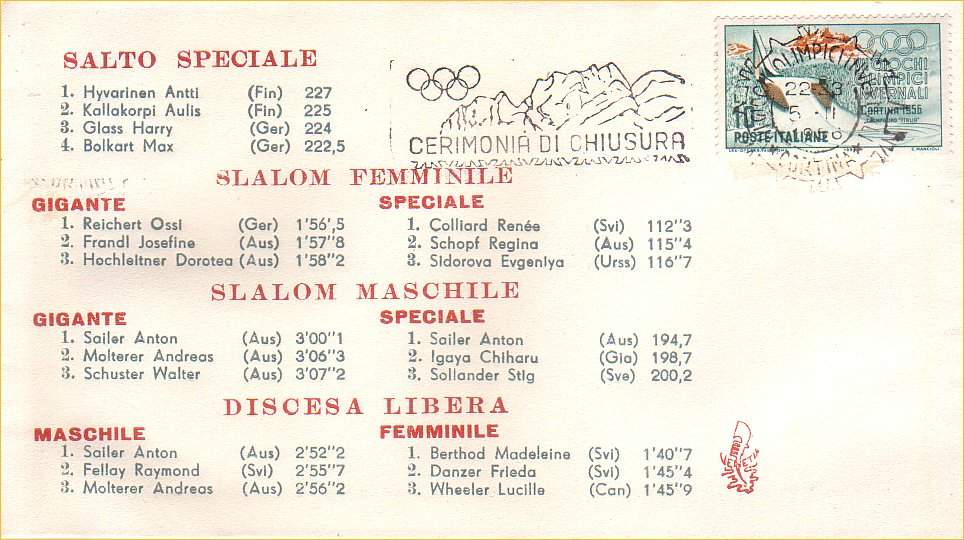 SALTO SPECIALE
1. Hyvarinen Antti (Fin) 227
2. Kallakorpi Aulis (Fin) 225
3. Glass Harry (Ger) 224
4. Bolkart Max (Ger) 222,5
CERIMONIA DI CHIUSURA
GIOCHI
OLIMPICI
INVERNALI
CORTINA 1956
10
POSTE ITALIANE
22-23
CORTINA
SLALOM FEMMINILE
GIGANTE
1. Reichert Ossi (Ger) 1'56',5
2. Frandl Josefine (Aus) 1'57"8
3. Hochleitner Dorotea (Aus) 1'58"2
SPECIALE
1. Colliard Renée (Svi) 112"3
2. Schopf Regina (Aus) 115"4
3. Sidorova Evgeniya (Urss) 116"7
SLALOM MASCHILE
GIGANTE
1. Sailer Anton (Aus) 3'00"1
2. Molterer Andreas (Aus) 3'06"3
3. Schuster Walter (Aus) 3'07"2
SPECIALE
1. Sailer Anton (Aus) 194,7
2. Igaya Chiharu (Gia) 198,7
3. Sollander Stig (Sve) 200,2
DISCESA LIBERA
MASCHILE
1. Sailer Anton (Aus) 2'52"2
2. Fellay Raymond (Svi) 2'55"7
3. Molterer Andreas (Aus) 2'56"2
FEMMINILE
1. Berthod Madeleine (Svi) 1'40"7
2. Danzer Frieda (Svi) 1'45"4
3. Wheeler Lucille (Can) 1'45"9